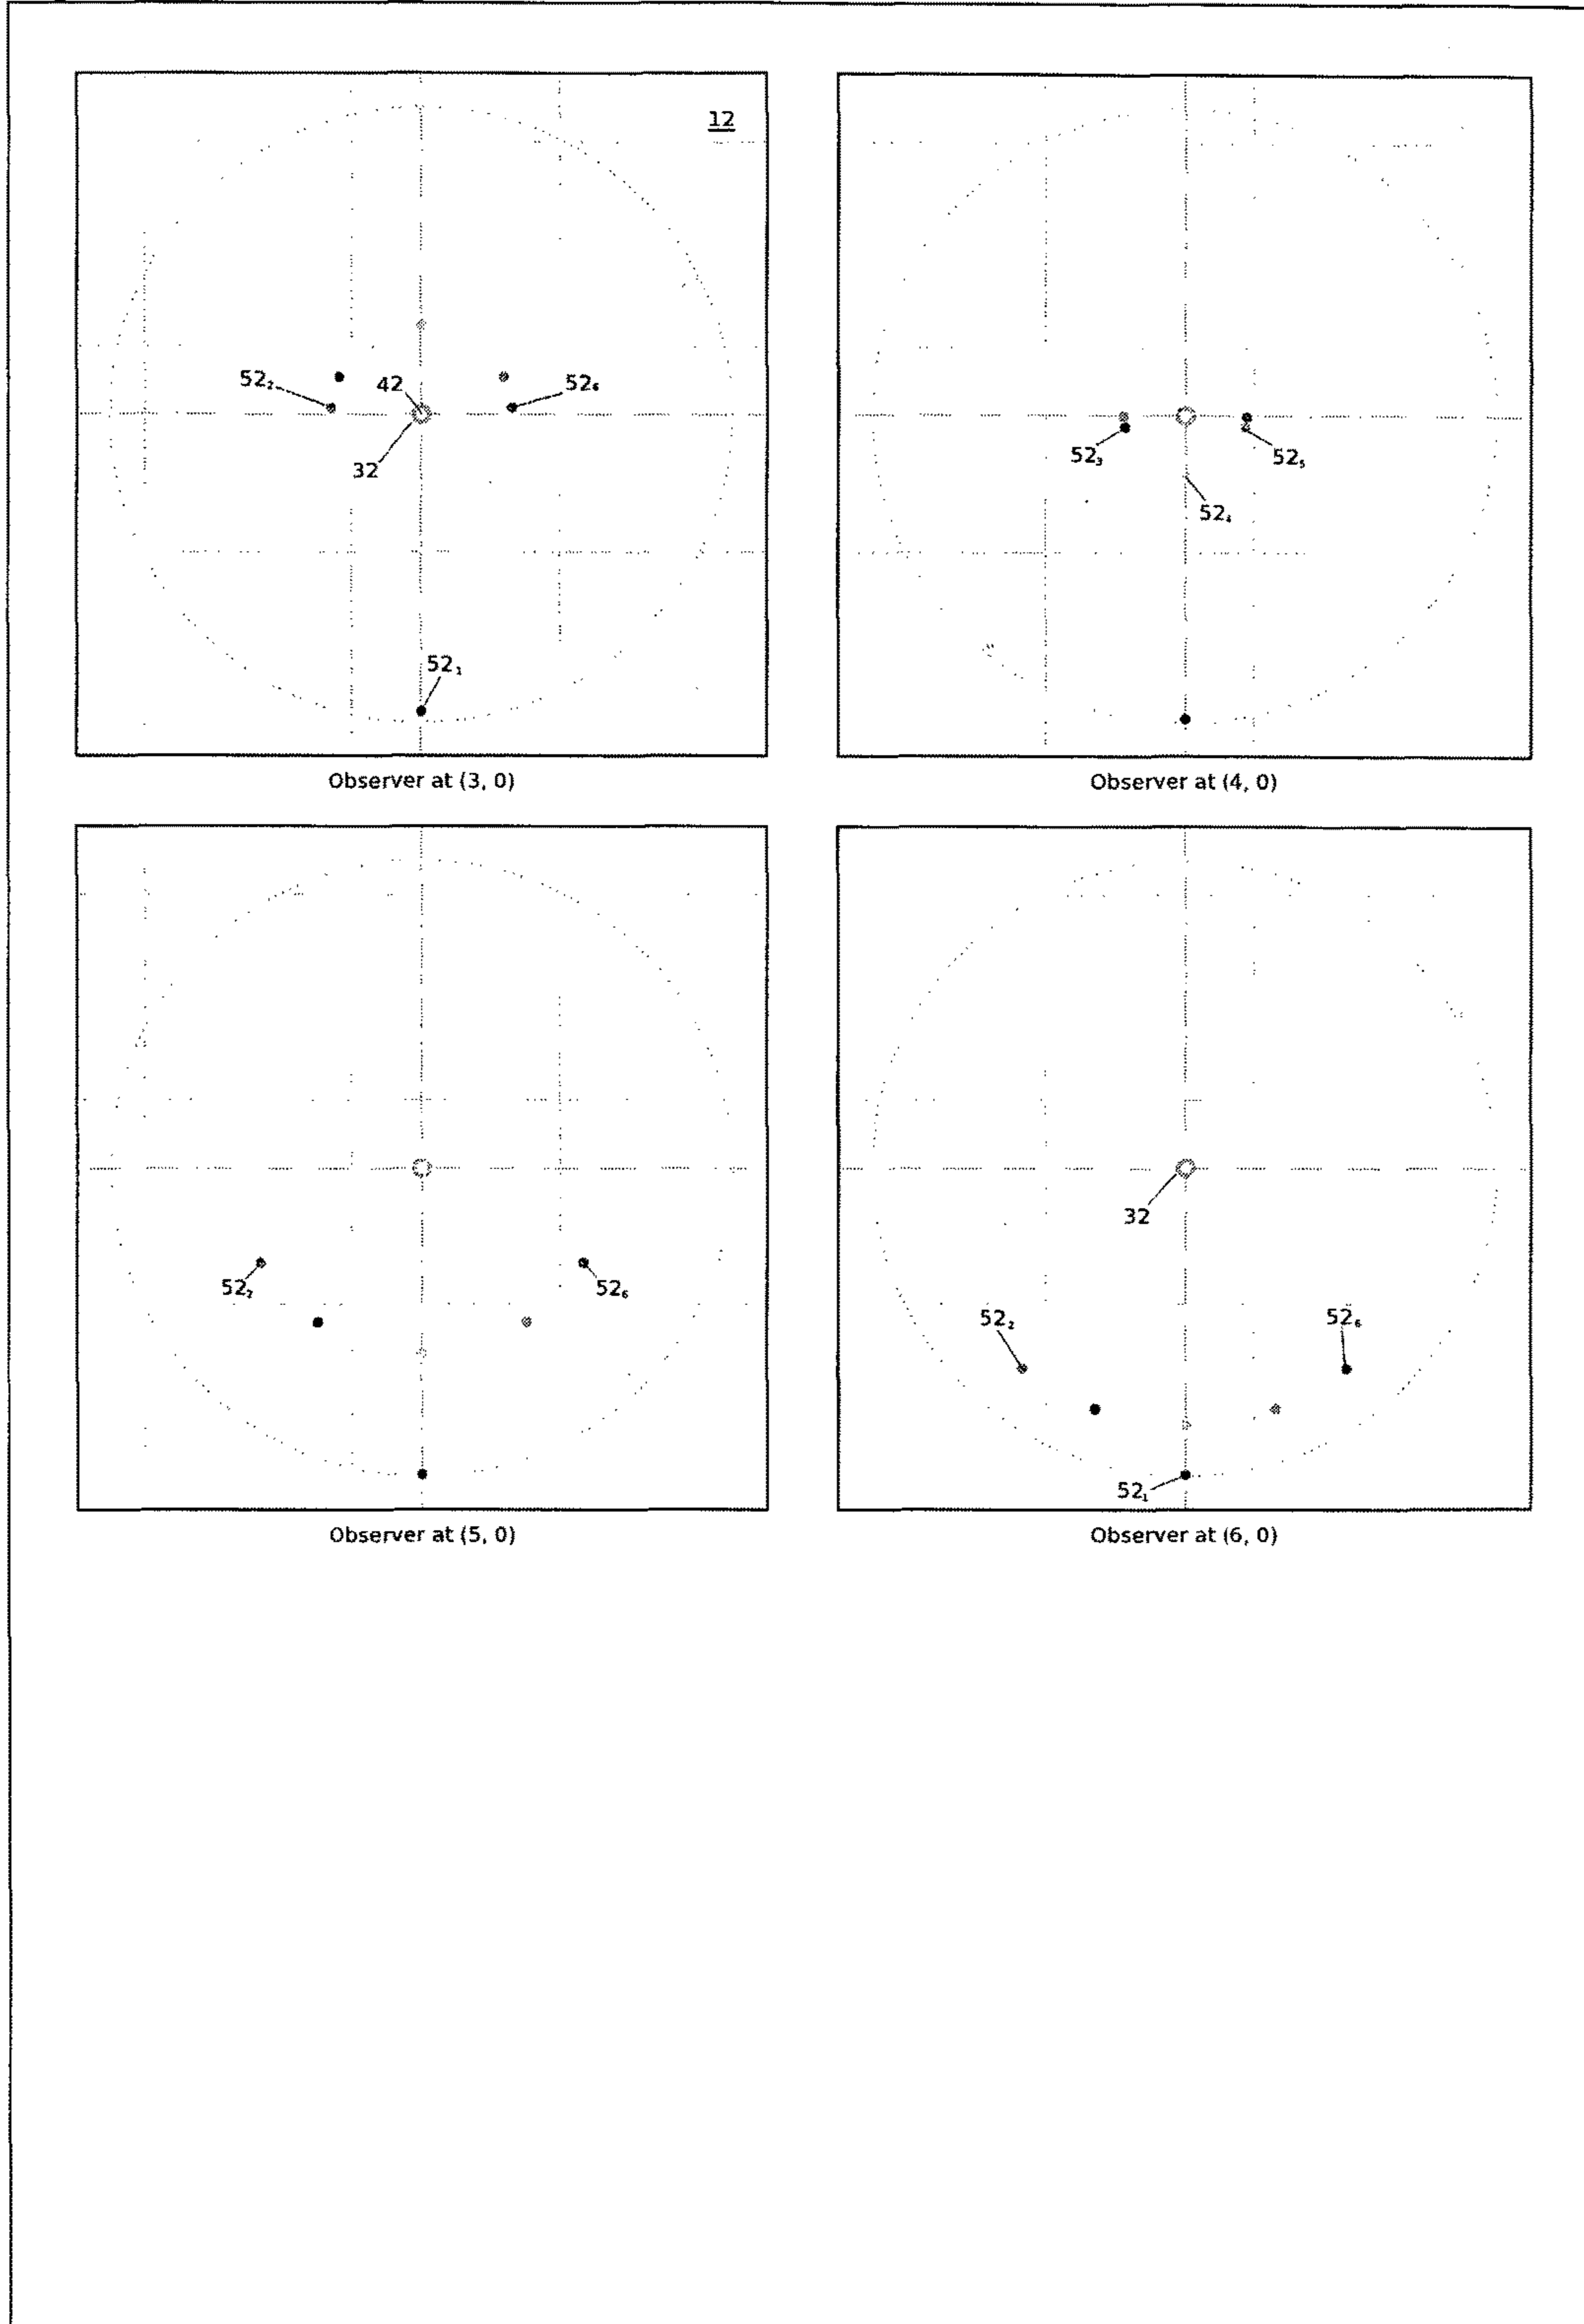 12
52₂ 42 52₆
32
52₁
Observer at (3, 0)
52₃ 52₅
52₄
Observer at (4, 0)
52₂ 52₆
Observer at (5, 0)
32
52₂ 52₆
52₁
Observer at (6, 0)